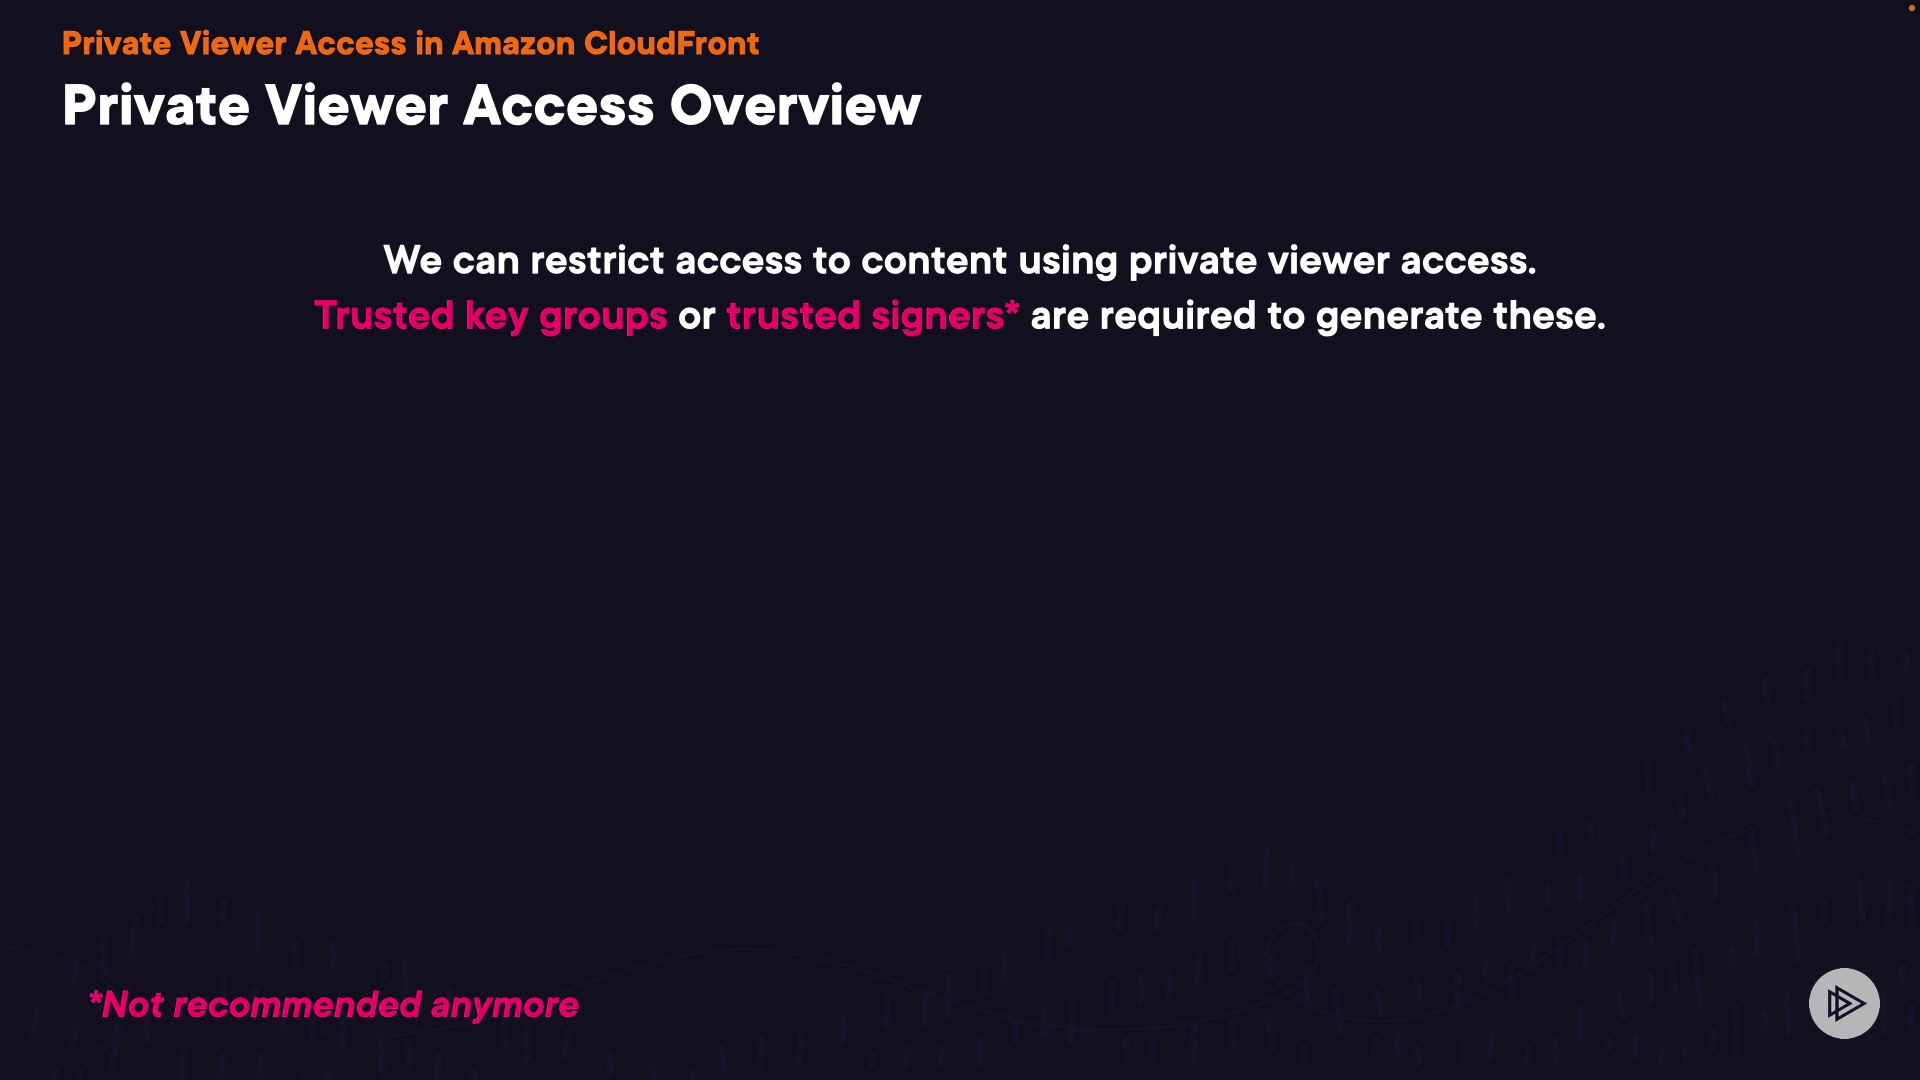 Private Viewer Access in Amazon CloudFront
Private Viewer Access Overview
We can restrict access to content using private viewer access.
Trusted key groups or trusted signers* are required to generate these.
*Not recommended anymore